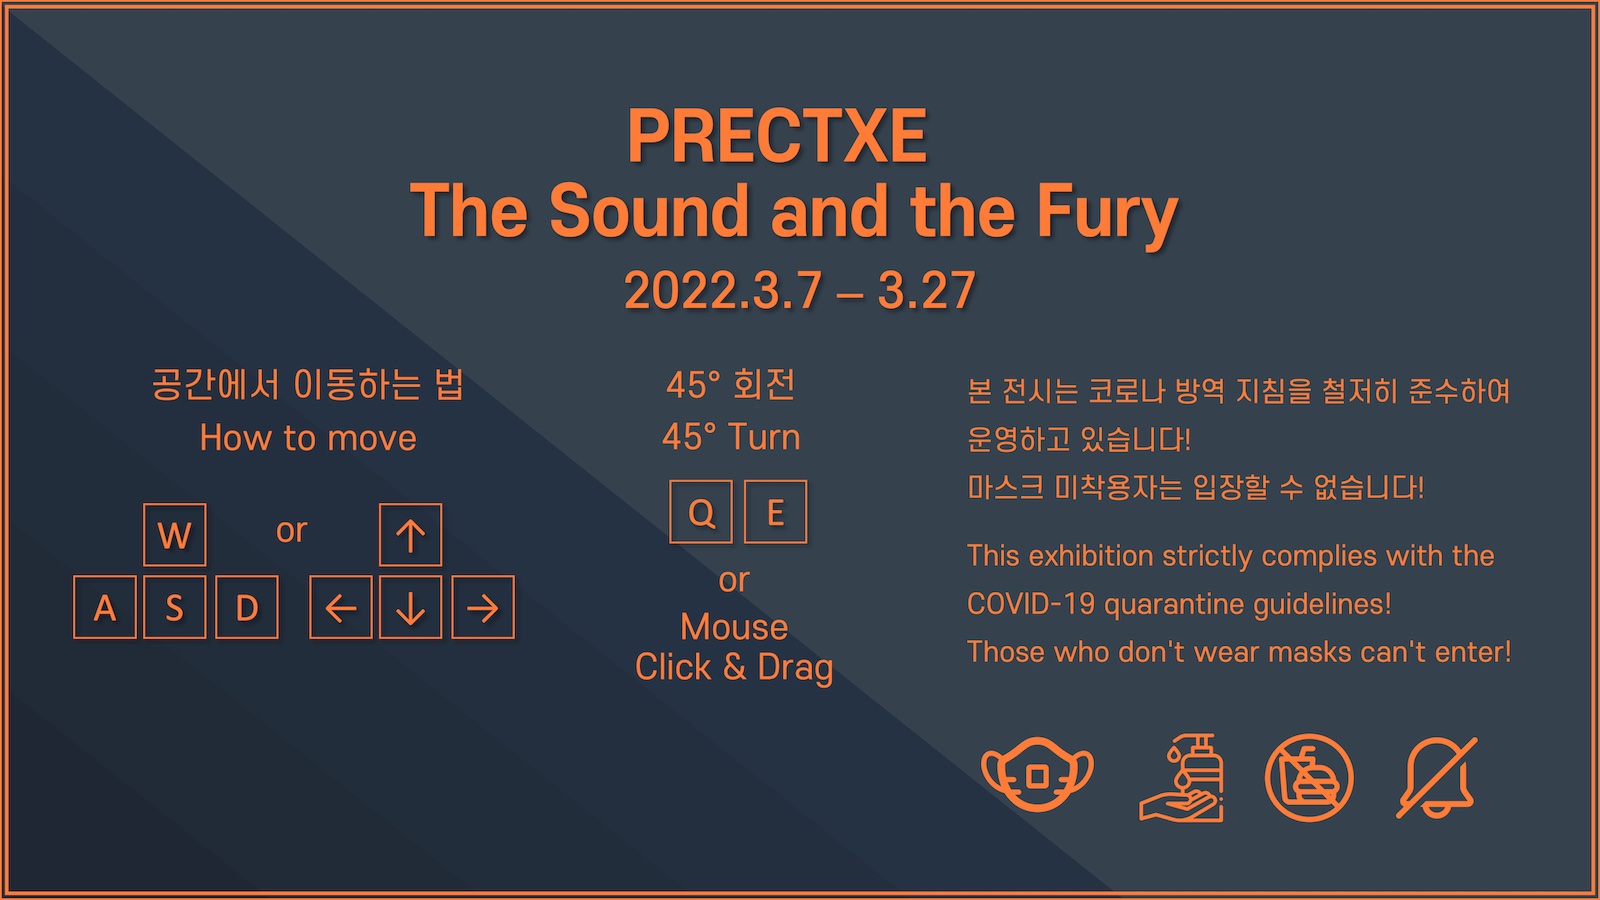 PRECTXE
The Sound and the Fury
2022.3.7 – 3.27
공간에서 이동하는 법
How to move
W or ↑
A S D ← ↓ →
45° 회전
45° Turn
Q E
or
Mouse
Click & Drag
본 전시는 코로나 방역 지침을 철저히 준수하여
운영하고 있습니다!
마스크 미착용자는 입장할 수 없습니다!
This exhibition strictly complies with the
COVID-19 quarantine guidelines!
Those who don't wear masks can't enter!